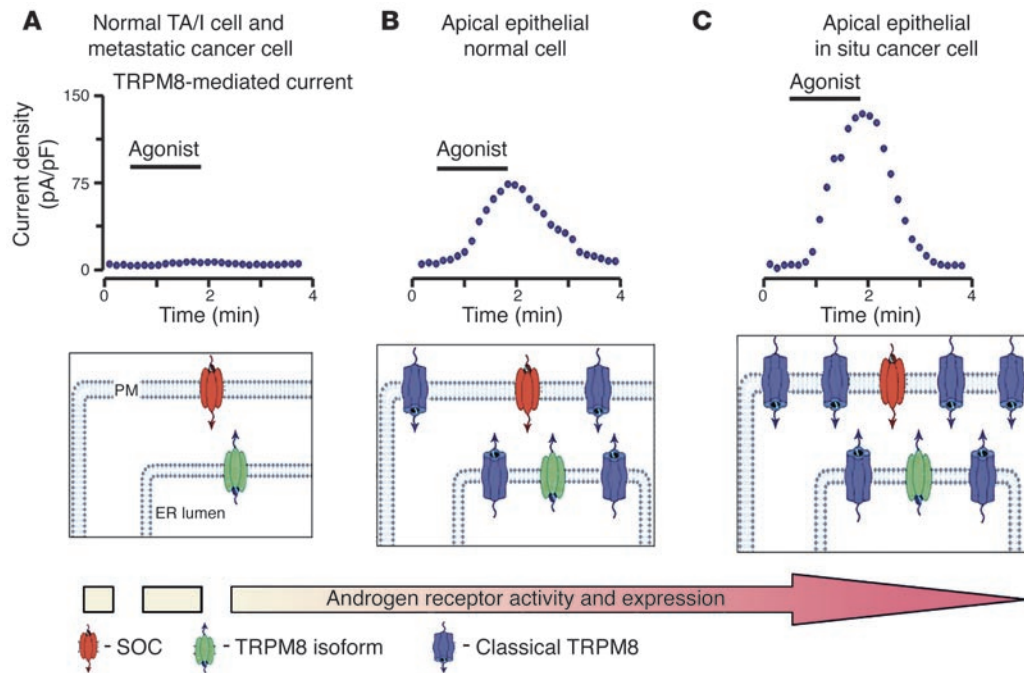 A
Normal TA/I cell and
metastatic cancer cell
TRPM8-mediated current
150
75
0
Current density
(pA/pF)
Agonist
0 2 4
Time (min)
B
Apical epithelial
normal cell
Agonist
0 2 4
Time (min)
C
Apical epithelial
in situ cancer cell
Agonist
0 2 4
Time (min)
PM
ER lumen
Androgen receptor activity and expression
- SOC
- TRPM8 isoform
- Classical TRPM8